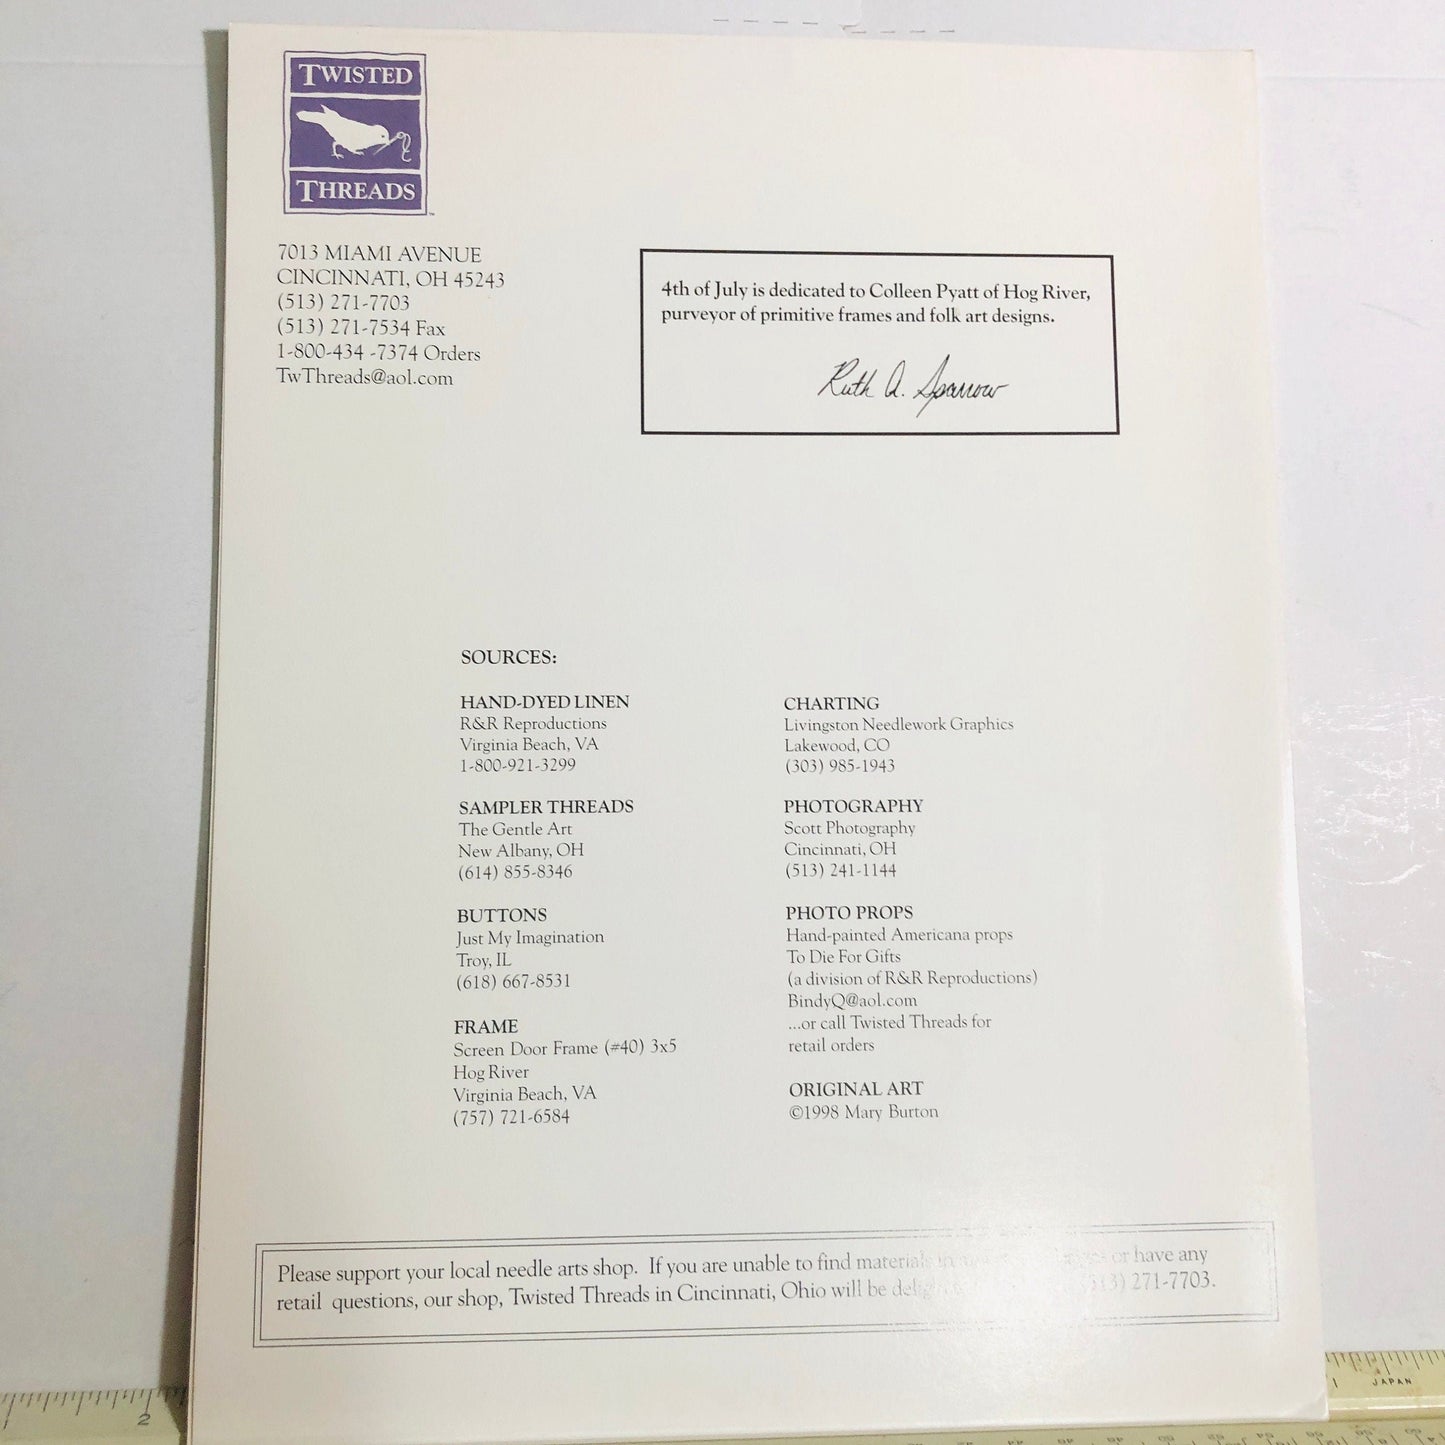 TWISTED
THREADS
™
7013 MIAMI AVENUE
CINCINNATI, OH 45243
(513) 271-7703
(513) 271-7534 Fax
1-800-434 -7374 Orders
TwThreads@aol.com
4th of July is dedicated to Colleen Pyatt of Hog River,
purveyor of primitive frames and folk art designs.
Ruth A. Sparrow
SOURCES:
HAND-DYED LINEN
R&R Reproductions
Virginia Beach, VA
1-800-921-3299
SAMPLER THREADS
The Gentle Art
New Albany, OH
(614) 855-8346
BUTTONS
Just My Imagination
Troy, IL
(618) 667-8531
FRAME
Screen Door Frame (#40) 3x5
Hog River
Virginia Beach, VA
(757) 721-6584
CHARTING
Livingston Needlework Graphics
Lakewood, CO
(303) 985-1943
PHOTOGRAPHY
Scott Photography
Cincinnati, OH
(513) 241-1144
PHOTO PROPS
Hand-painted Americana props
To Die For Gifts
(a division of R&R Reproductions)
BindyQ@aol.com
...or call Twisted Threads for
retail orders
ORIGINAL ART
©1998 Mary Burton
Please support your local needle arts shop. If you are unable to find materials in or have any
retail questions, our shop, Twisted Threads in Cincinnati, Ohio will be (513) 271-7703.
2
1
JAPAN